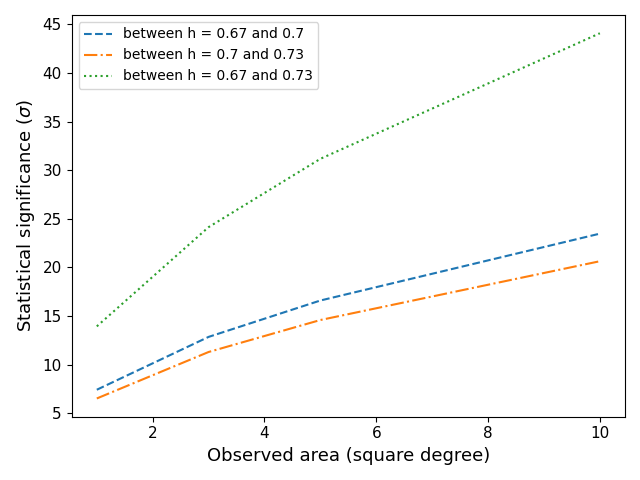 45
40
35
30
25
20
15
10
5
Statistical significance (σ)
between h = 0.67 and 0.7
between h = 0.7 and 0.73
between h = 0.67 and 0.73
2 4 6 8 10
Observed area (square degree)